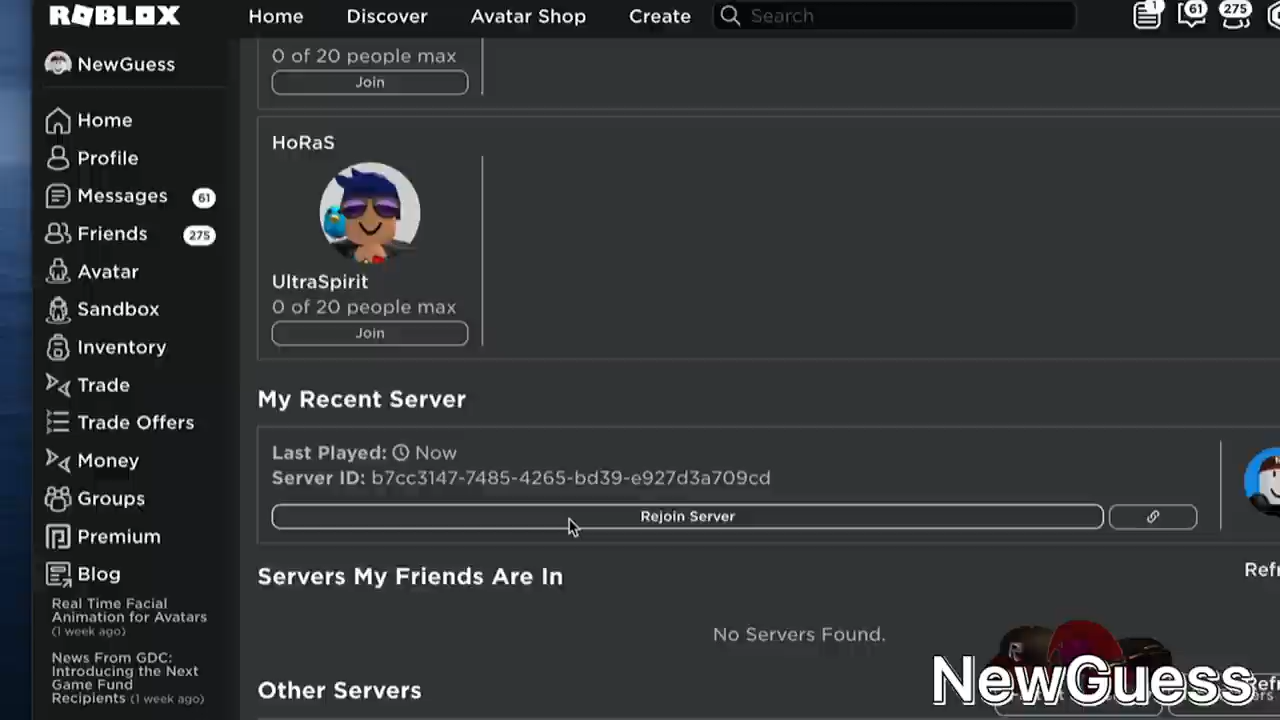 ROBLOX
Home
Discover
Avatar Shop
Create
Search
1
61
275
NewGuess
Home
Profile
Messages
61
Friends
275
Avatar
Sandbox
Inventory
Trade
Trade Offers
Money
Groups
Premium
Blog
Real Time Facial
Animation for Avatars
(1 week ago)
News From GDC:
Introducing the Next
Game Fund
Recipients (1 week ago)
0 of 20 people max
Join
HoRaS
UltraSpirit
0 of 20 people max
Join
My Recent Server
Last Played: Now
Server ID: b7cc3147-7485-4265-bd39-e927d3a709cd
Rejoin Server
Servers My Friends Are In
Refr
No Servers Found.
Other Servers
NewGuess